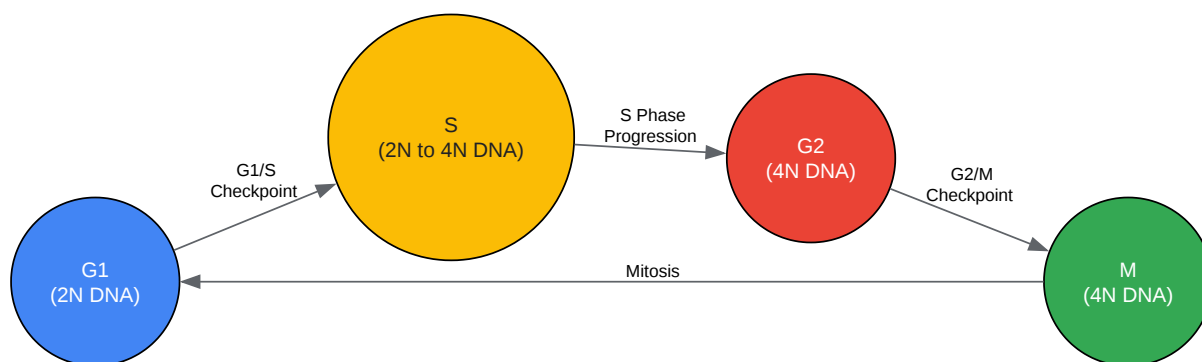 G1
(2N DNA)
G1/S
Checkpoint
S
(2N to 4N DNA)
S Phase
Progression
G2
(4N DNA)
G2/M
Checkpoint
M
(4N DNA)
Mitosis